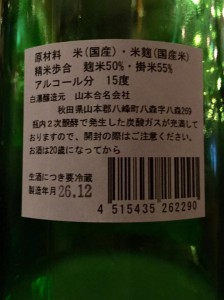 原材料 米(国産)・米麹(国産米)
精米歩合 麹米50%・掛米55%
アルコール分 15度
白瀑醸造元 山本合名会社
秋田県山本郡八峰町八森字八森269
瓶内2次醗酵で発生した炭酸ガスが充満して
おりますので、開封の際はご注意ください。
お酒は20歳になってから
生酒につき要冷蔵
製造年月 26.12
4 515435 262290